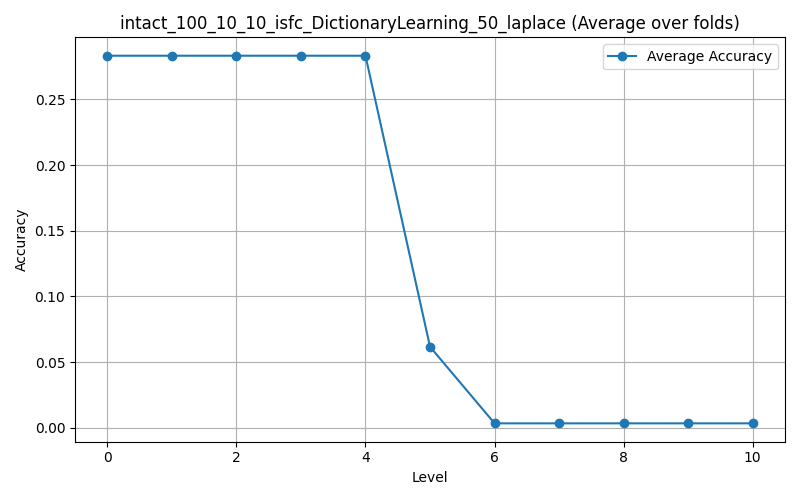 intact_100_10_10_isfc_DictionaryLearning_50_laplace (Average over folds)
Average Accuracy
Accuracy
0.25
0.20
0.15
0.10
0.05
0.00
0 2 4 6 8 10
Level